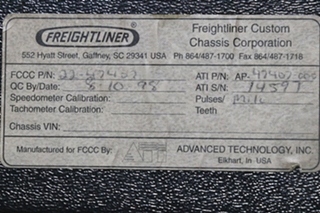 FREIGHTLINER
Freightliner Custom
Chassis Corporation
552 Hyatt Street, Gaffney, SC 29341 USA Ph 864/487-1700 Fax 864/487-1718
FCCC P/N: ATI P/N: AP-
QC By/Date: ATI S/N: 14597
Speedometer Calibration: Pulses/
Tachometer Calibration: Teeth
Chassis VIN:
Manufactured for FCCC By: ATI ADVANCED TECHNOLOGY, INC.
Elkhart, In. USA